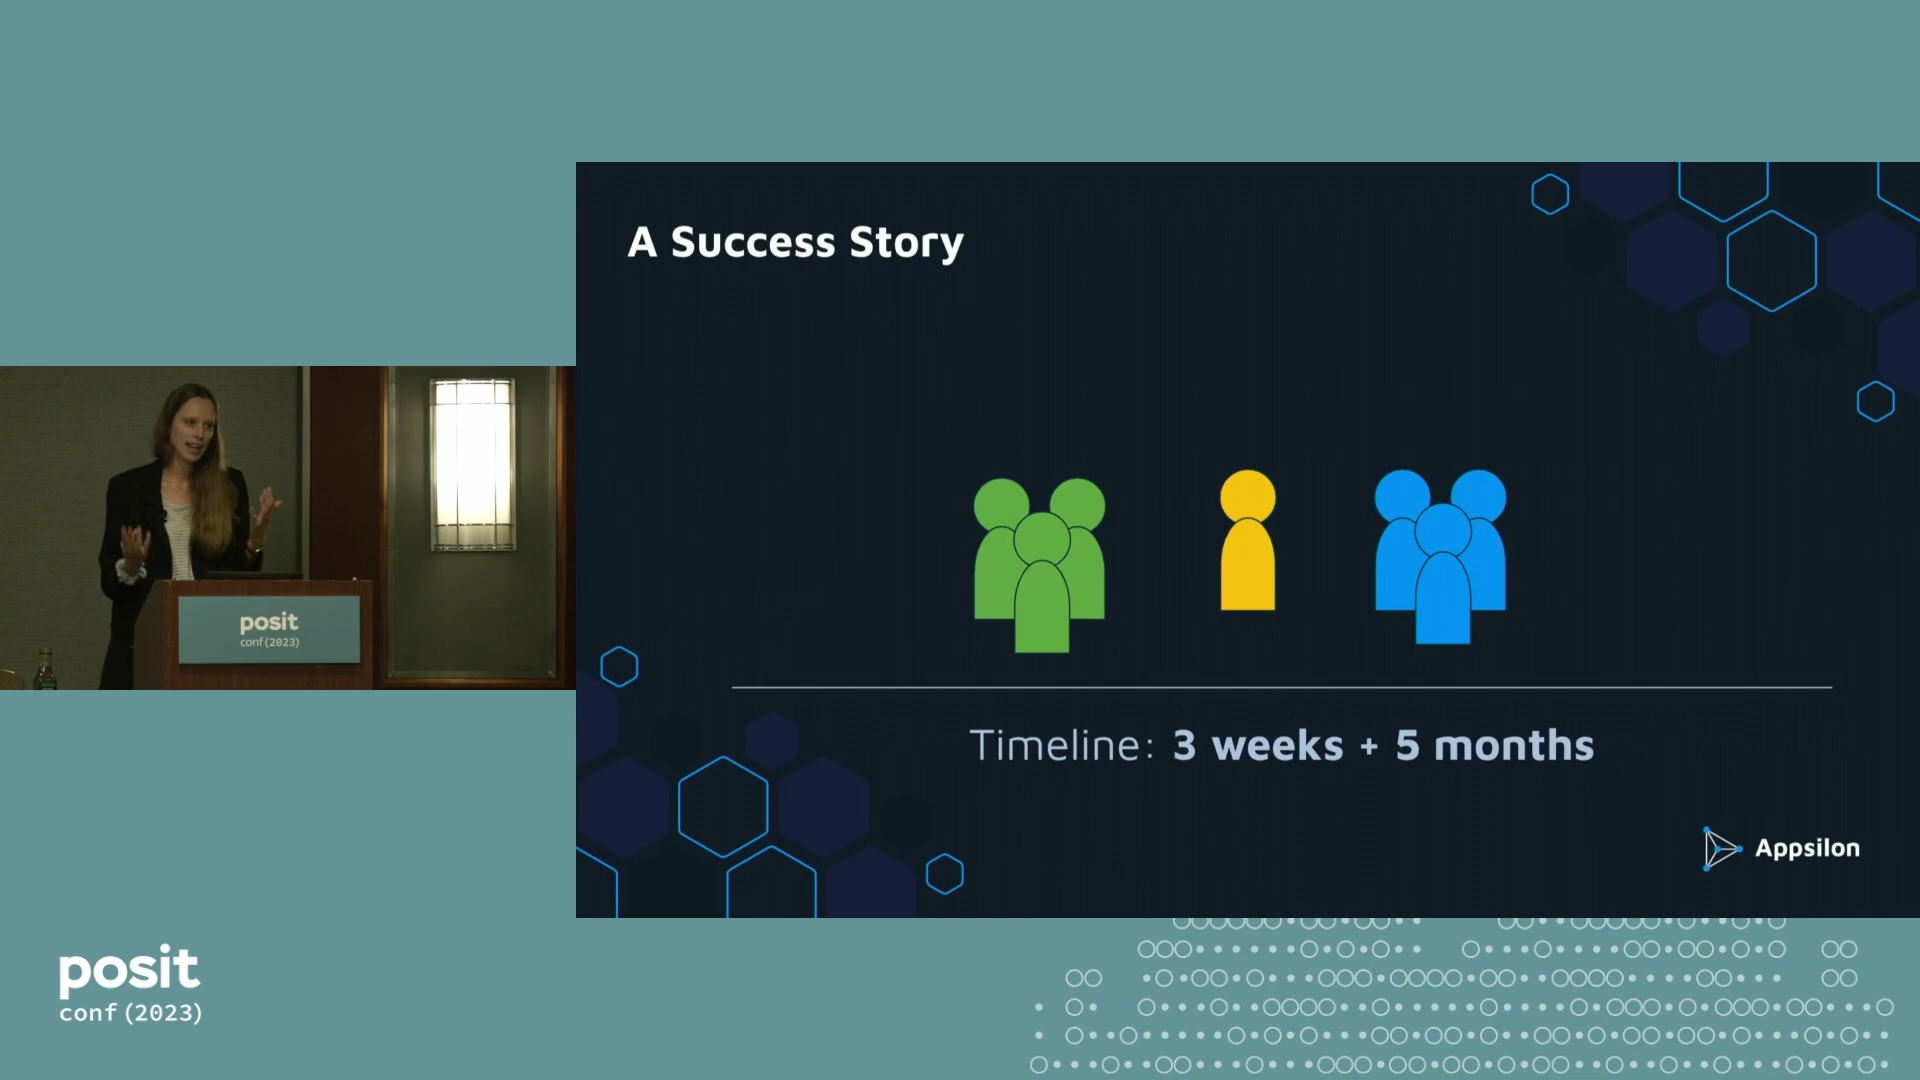 A Success Story
Timeline: 3 weeks + 5 months
Appsilon
posit
conf(2023)
posit
conf(2023)